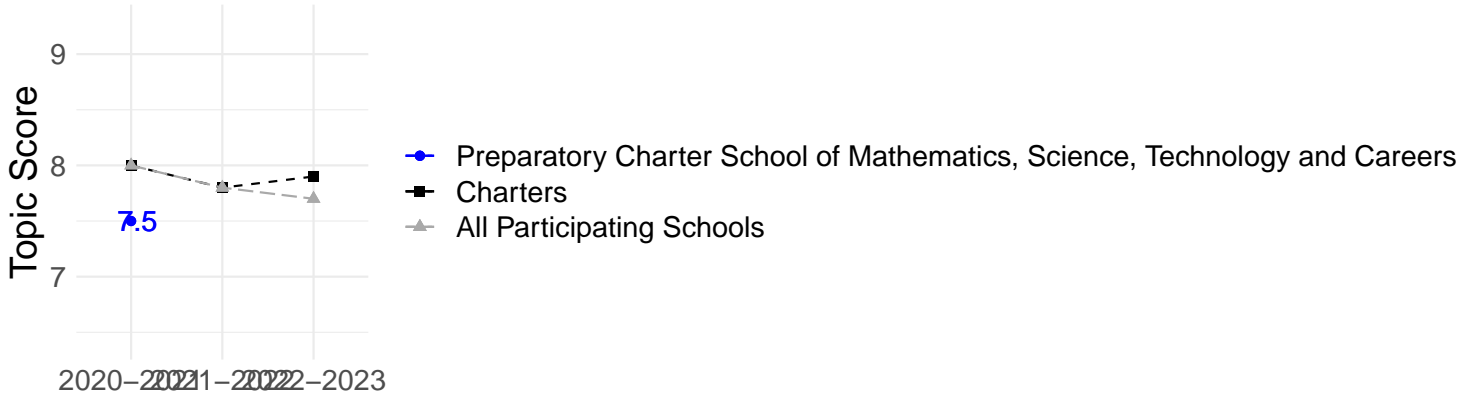 Topic Score
9
8
7
7.5
2020–2021
2021–2022
2022–2023
Preparatory Charter School of Mathematics, Science, Technology and Careers
Charters
All Participating Schools